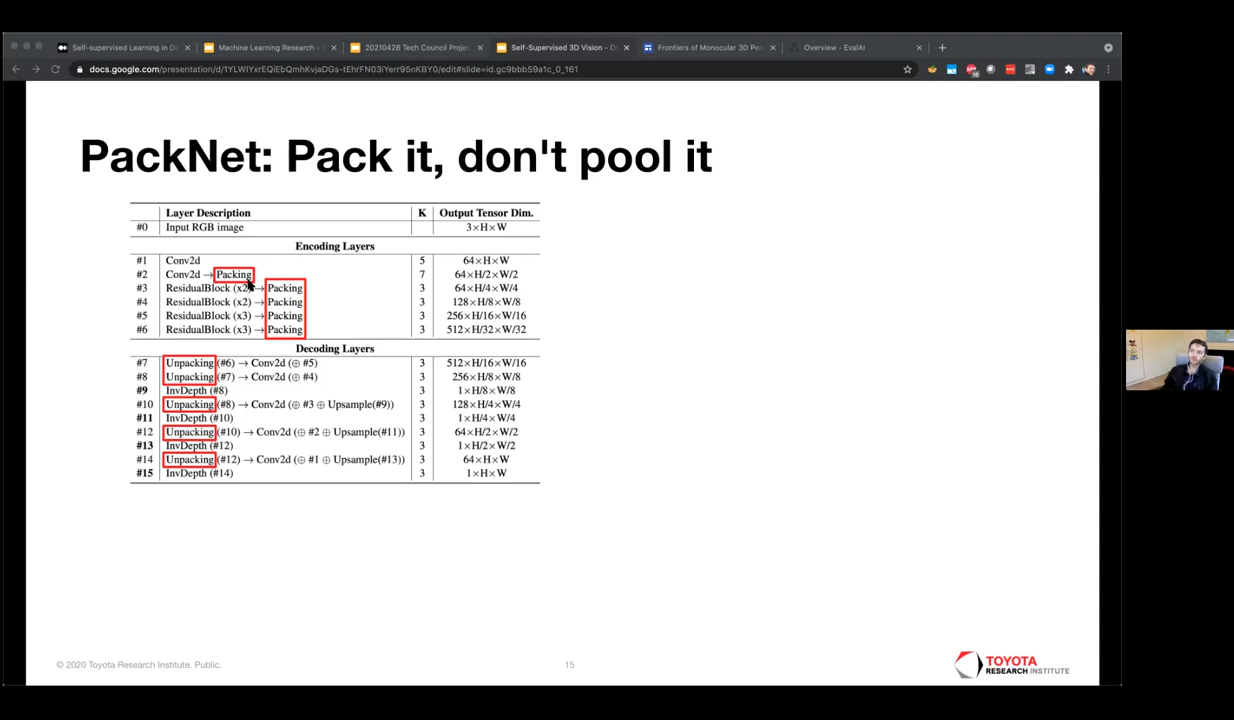 Self-supervised Learning in De
Machine Learning Research -
20210428 Tech Council Projec
Self-Supervised 3D Vision - O
Frontiers of Monocular 3D Per
Overview - EvalAI
docs.google.com/presentation/d/1YLWIYxrEQiEbQmhKvjaDGs-tEhrFN03iYerr95nKBY0/edit#slide=id.gc9bbb59a1c_0_161
PackNet: Pack it, don't pool it
Layer Description K Output Tensor Dim.
#0 Input RGB image 3×H×W
Encoding Layers
#1 Conv2d 5 64×H×W
#2 Conv2d → Packing 7 64×H/2×W/2
#3 ResidualBlock (x2) → Packing 3 64×H/4×W/4
#4 ResidualBlock (x2) → Packing 3 128×H/8×W/8
#5 ResidualBlock (x3) → Packing 3 256×H/16×W/16
#6 ResidualBlock (x3) → Packing 3 512×H/32×W/32
Decoding Layers
#7 Unpacking (#6) → Conv2d (⊕ #5) 3 512×H/16×W/16
#8 Unpacking (#7) → Conv2d (⊕ #4) 3 256×H/8×W/8
#9 InvDepth (#8) 3 1×H/8×W/8
#10 Unpacking (#8) → Conv2d (⊕ #3 ⊕ Upsample(#9)) 3 128×H/4×W/4
#11 InvDepth (#10) 3 1×H/4×W/4
#12 Unpacking (#10) → Conv2d (⊕ #2 ⊕ Upsample(#11)) 3 64×H/2×W/2
#13 InvDepth (#12) 3 1×H/2×W/2
#14 Unpacking (#12) → Conv2d (⊕ #1 ⊕ Upsample(#13)) 3 64×H×W
#15 InvDepth (#14) 3 1×H×W
© 2020 Toyota Research Institute. Public.
15
TOYOTA
RESEARCH INSTITUTE